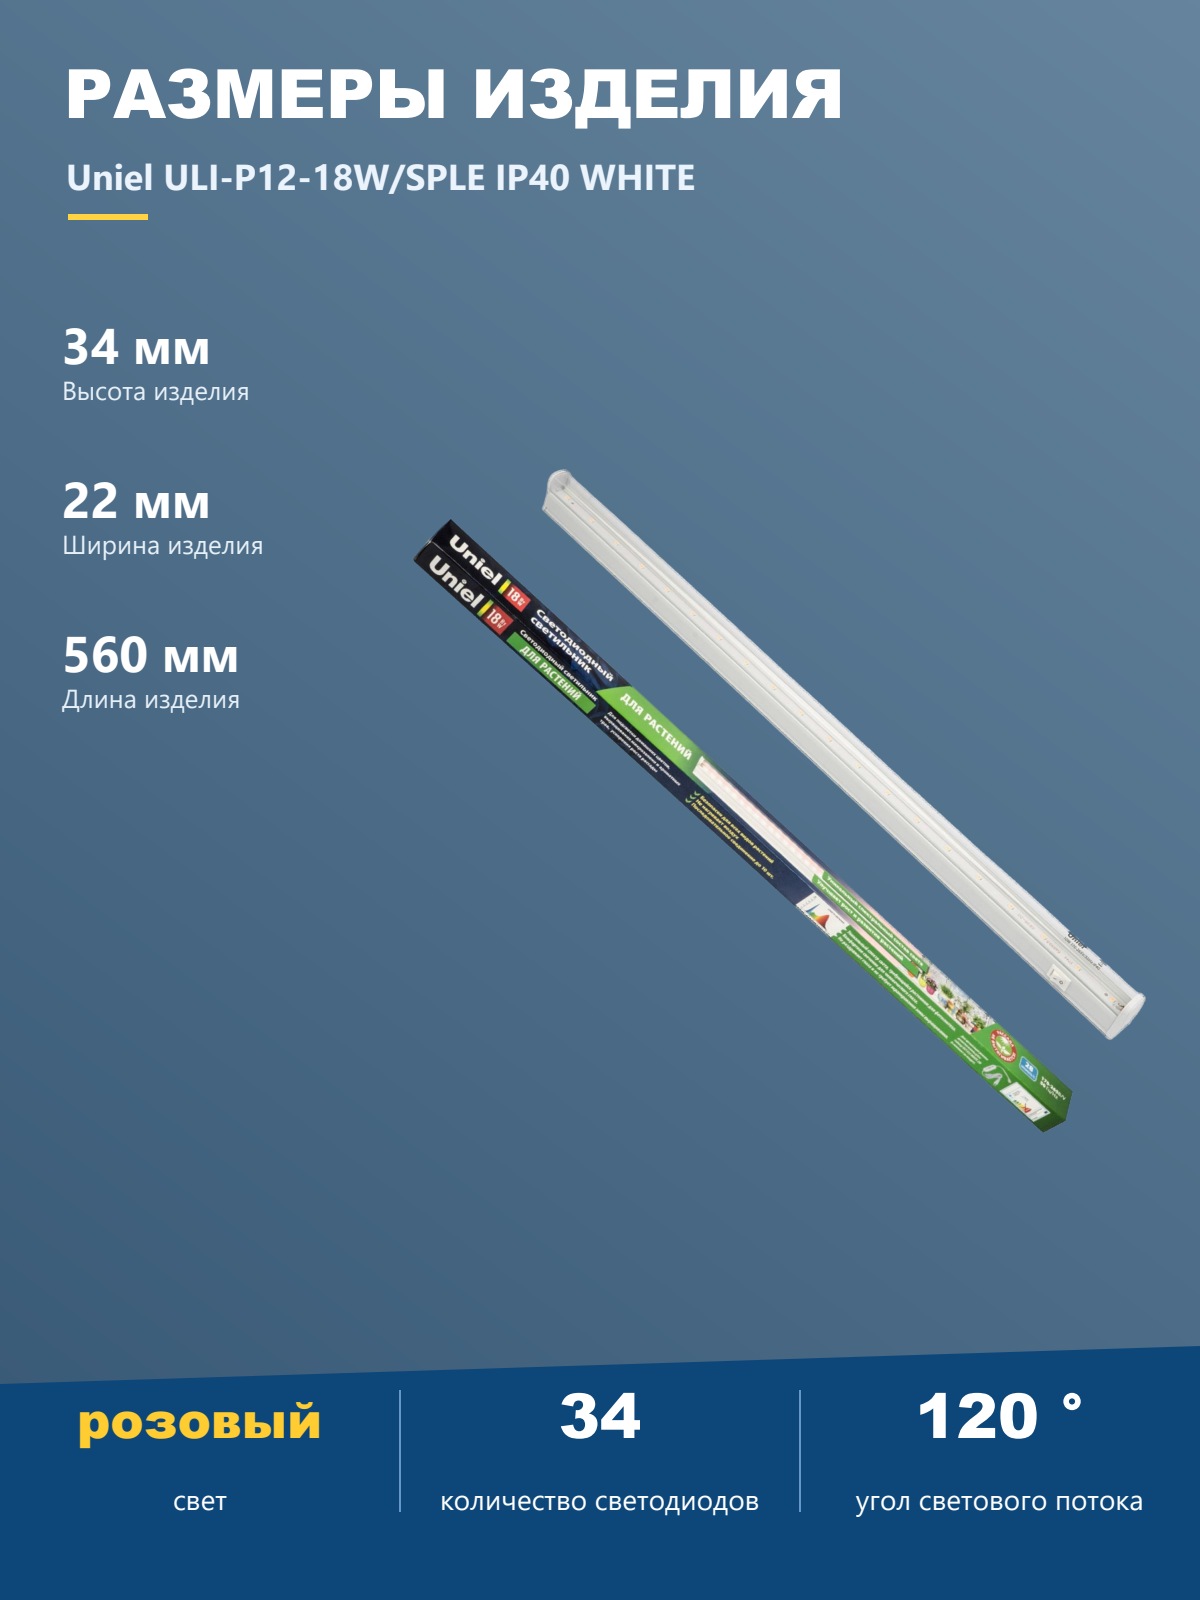 РАЗМЕРЫ ИЗДЕЛИЯ
Uniel ULI-P12-18W/SPLE IP40 WHITE
34 мм
Высота изделия
22 мм
Ширина изделия
560 мм
Длина изделия
Uniel
18
Светодиодный
светильник
ДЛЯ РАСТЕНИЙ
Uniel
18
Светодиодный светильник
ДЛЯ РАСТЕНИЙ
розовый
свет
34
количество светодиодов
120 °
угол светового потока